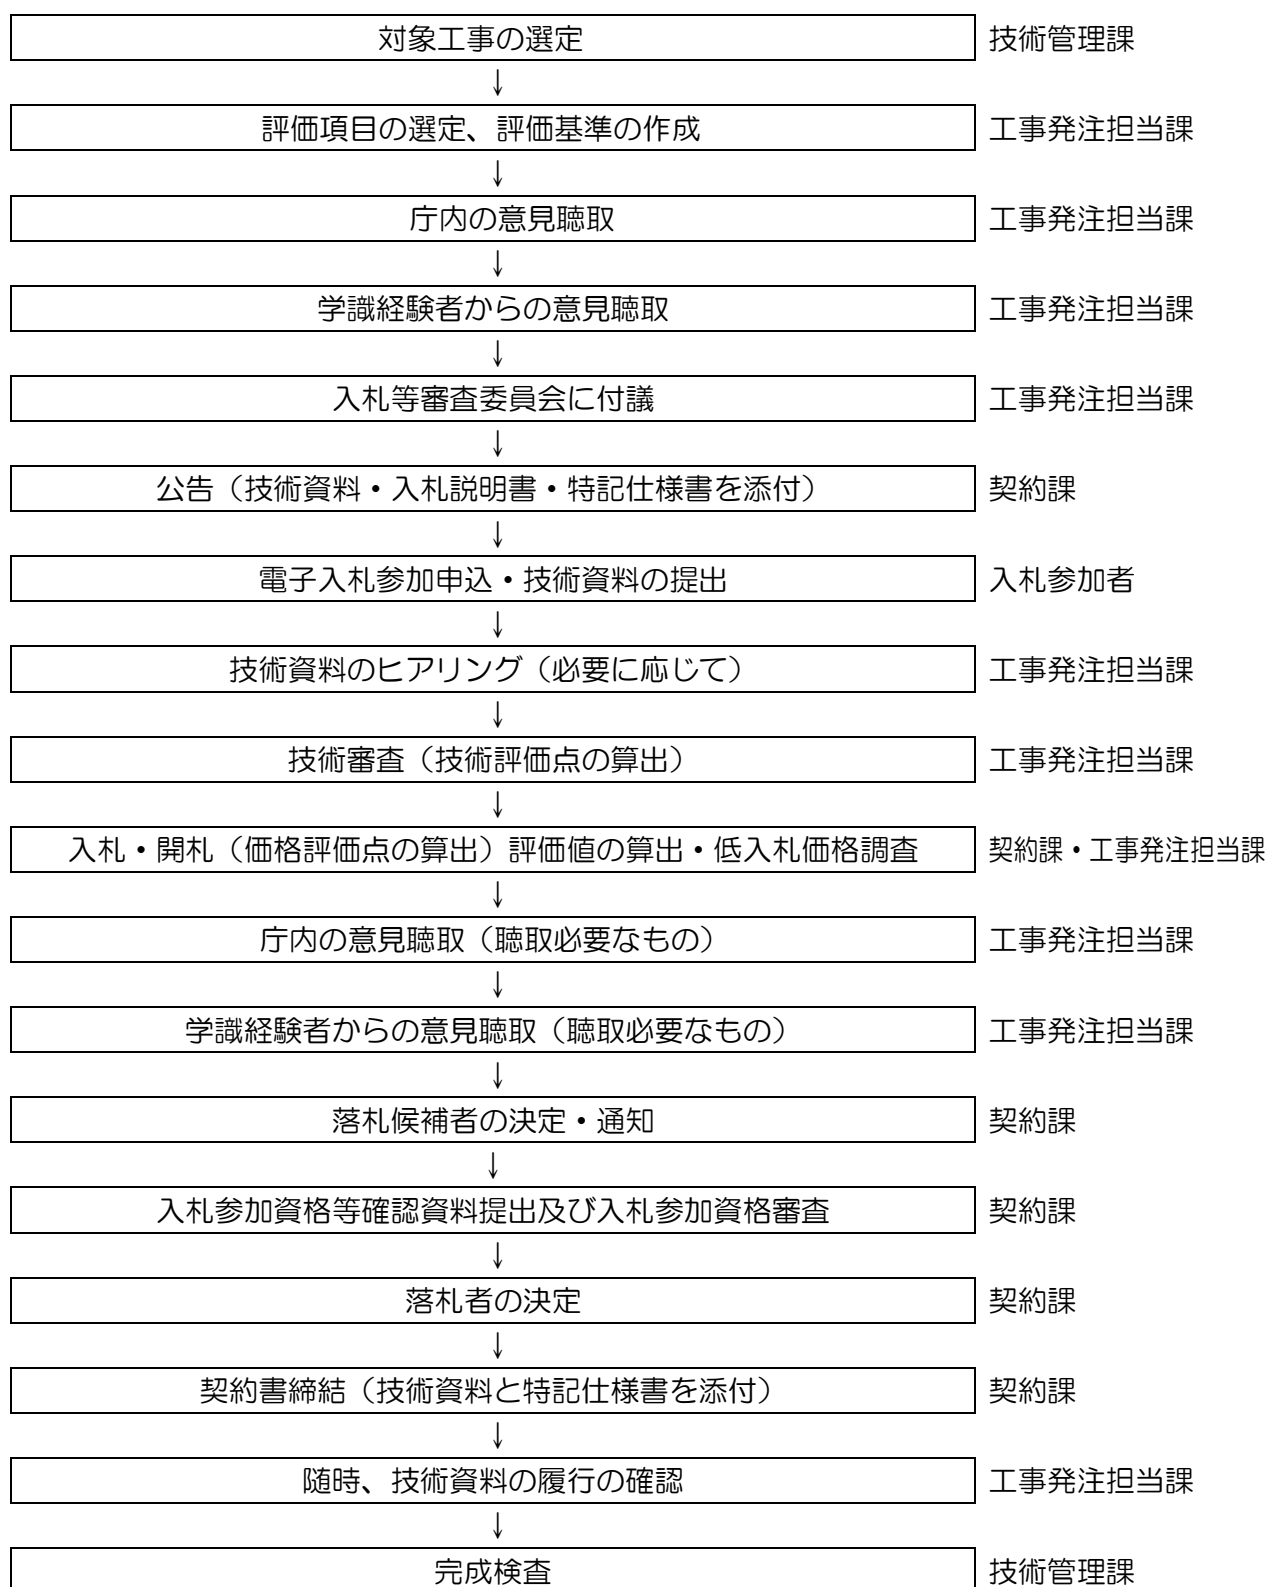 対象工事の選定 技術管理課
↓
評価項目の選定、評価基準の作成 工事発注担当課
↓
庁内の意見聴取 工事発注担当課
↓
学識経験者からの意見聴取 工事発注担当課
↓
入札等審査委員会に付議 工事発注担当課
↓
公告（技術資料・入札説明書・特記仕様書を添付） 契約課
↓
電子入札参加申込・技術資料の提出 入札参加者
↓
技術資料のヒアリング（必要に応じて） 工事発注担当課
↓
技術審査（技術評価点の算出） 工事発注担当課
↓
入札・開札（価格評価点の算出）評価値の算出・低入札価格調査 契約課・工事発注担当課
↓
庁内の意見聴取（聴取必要なもの） 工事発注担当課
↓
学識経験者からの意見聴取（聴取必要なもの） 工事発注担当課
↓
落札候補者の決定・通知 契約課
↓
入札参加資格等確認資料提出及び入札参加資格審査 契約課
↓
落札者の決定 契約課
↓
契約書締結（技術資料と特記仕様書を添付） 契約課
↓
随時、技術資料の履行の確認 工事発注担当課
↓
完成検査 技術管理課